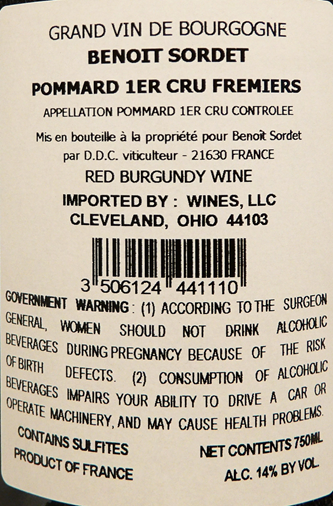 GRAND VIN DE BOURGOGNE
BENOIT SORDET
POMMARD 1ER CRU FREMIERS
APPELLATION POMMARD 1ER CRU CONTROLEE
Mis en bouteille à la propriété pour Benoît Sordet
par D.D.C. viticulteur - 21630 FRANCE
RED BURGUNDY WINE
IMPORTED BY : WINES, LLC
CLEVELAND, OHIO 44103
3 506124 441110
GOVERNMENT WARNING: (1) ACCORDING TO THE SURGEON
GENERAL, WOMEN SHOULD NOT DRINK ALCOHOLIC
BEVERAGES DURING PREGNANCY BECAUSE OF THE RISK
OF BIRTH DEFECTS. (2) CONSUMPTION OF ALCOHOLIC
BEVERAGES IMPAIRS YOUR ABILITY TO DRIVE A CAR OR
OPERATE MACHINERY, AND MAY CAUSE HEALTH PROBLEMS.
CONTAINS SULFITES
PRODUCT OF FRANCE
NET CONTENTS 750ML
ALC. 14% BY VOL.